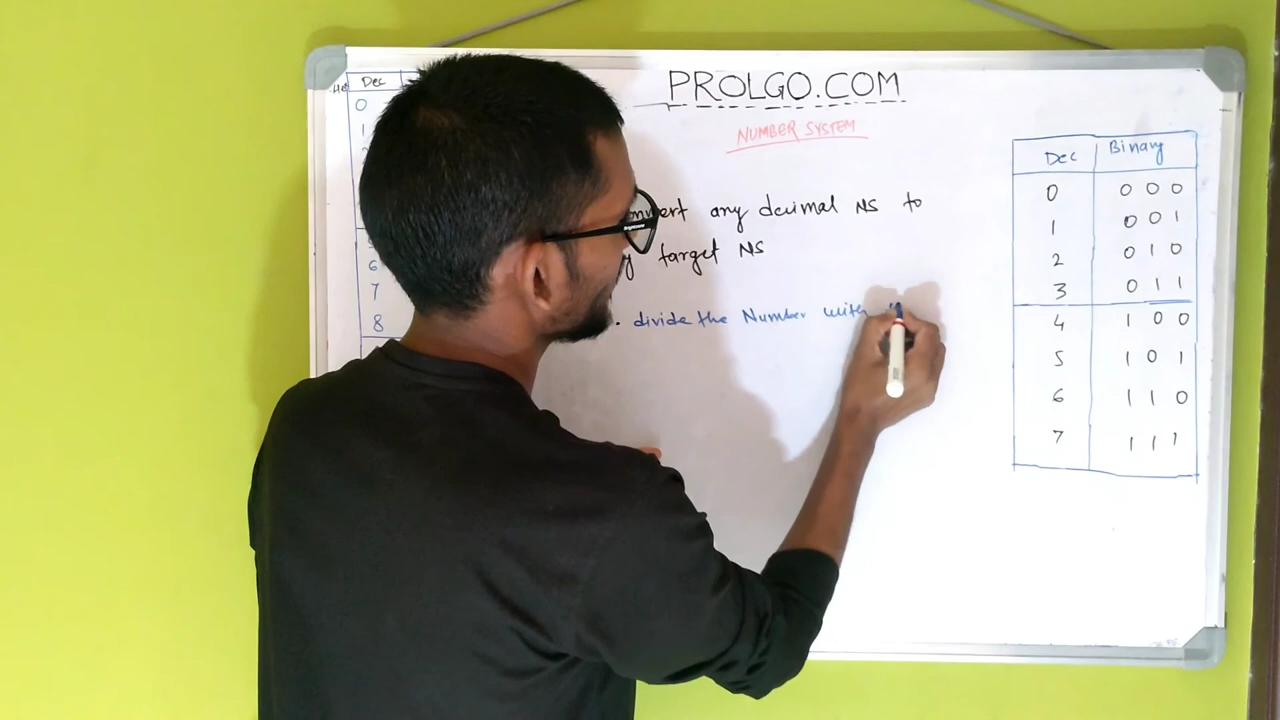 PROLGO.COM
NUMBER SYSTEM
any decimal NS to
target NS
divide the Number with
Dec
0
6
7
8
Dec Binary
0 0 0 0
1 0 0 1
2 0 1 0
3 0 1 1
4 1 0 0
5 1 0 1
6 1 1 0
7 1 1 1